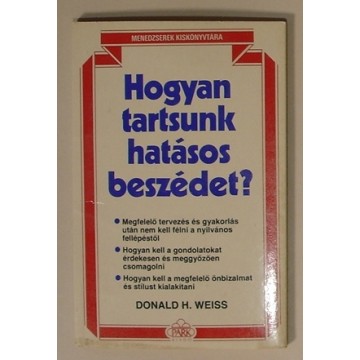 MENEDZSEREK KISKÖNYVTÁRA
Hogyan
tartsunk
hatásos
beszédet?
• Megfelelő tervezés és gyakorlás
után nem kell félni a nyilvános
fellépéstől
• Hogyan kell a gondolatokat
érdekesen és meggyőzően
csomagolni
• Hogyan kell a megfelelő önbizalmat
és stílust kialakítani
DONALD H. WEISS
PARK